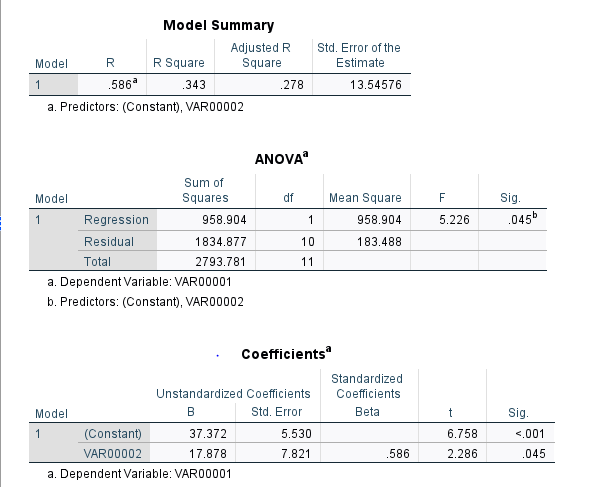 Model Summary
Model R R Square Adjusted R Square Std. Error of the Estimate
1 .586a .343 .278 13.54576
a. Predictors: (Constant), VAR00002
ANOVAa
Model Sum of Squares df Mean Square F Sig.
1 Regression 958.904 1 958.904 5.226 .045b
Residual 1834.877 10 183.488
Total 2793.781 11
a. Dependent Variable: VAR00001
b. Predictors: (Constant), VAR00002
Coefficientsa
Unstandardized Coefficients Standardized Coefficients
Model B Std. Error Beta t Sig.
1 (Constant) 37.372 5.530 6.758 <.001
VAR00002 17.878 7.821 .586 2.286 .045
a. Dependent Variable: VAR00001